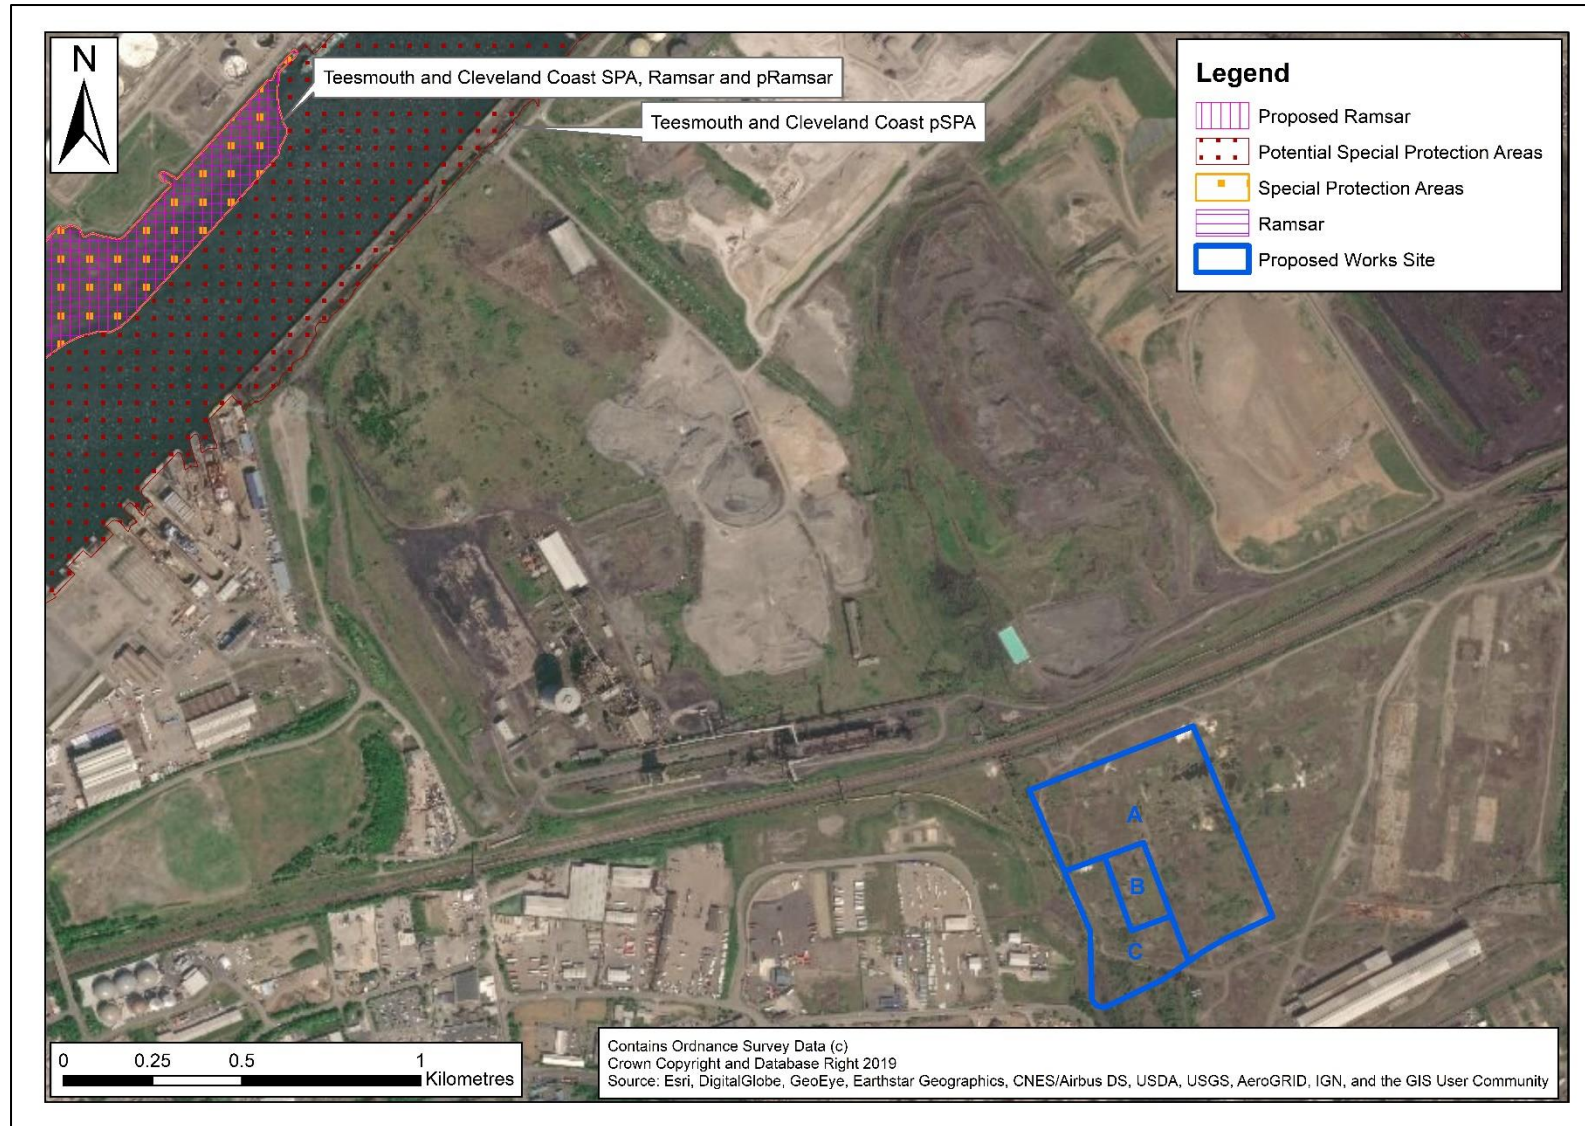 N
Teesmouth and Cleveland Coast SPA, Ramsar and pRamsar
Teesmouth and Cleveland Coast pSPA
Legend
Proposed Ramsar
Potential Special Protection Areas
Special Protection Areas
Ramsar
Proposed Works Site
A
B
C
0 0.25 0.5 1
Kilometres
Contains Ordnance Survey Data (c)
Crown Copyright and Database Right 2019
Source: Esri, DigitalGlobe, GeoEye, Earthstar Geographics, CNES/Airbus DS, USDA, USGS, AeroGRID, IGN, and the GIS User Community